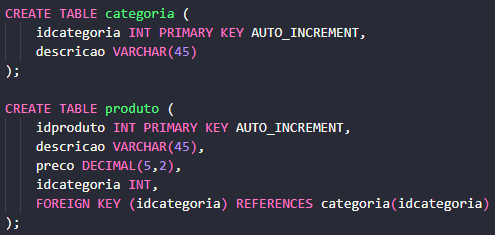 CREATE TABLE categoria (
    idcategoria INT PRIMARY KEY AUTO_INCREMENT,
    descricao VARCHAR(45)
);

CREATE TABLE produto (
    idproduto INT PRIMARY KEY AUTO_INCREMENT,
    descricao VARCHAR(45),
    preco DECIMAL(5,2),
    idcategoria INT,
    FOREIGN KEY (idcategoria) REFERENCES categoria(idcategoria)
);